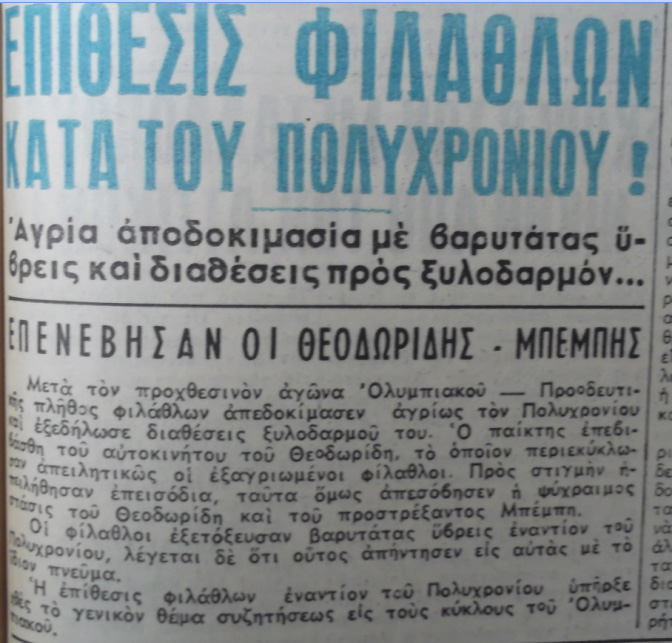 ΕΠΙΘΕΣΙΣ ΦΙΛΑΘΛΩΝ
ΚΑΤΑ ΤΟΥ ΠΟΛΥΧΡΟΝΙΟΥ !
Ἀγρία ἀποδοκιμασία μὲ βαρυτάτας ὕ-
βρεις καὶ διαθέσεις πρὸς ξυλοδαρμόν...
ΕΠΕΝΕΒΗΣΑΝ ΟΙ ΘΕΟΔΩΡΙΔΗΣ - ΜΠΕΜΠΗΣ
Μετὰ τὸν προχθεσινὸν ἀγῶνα Ὀλυμπιακοῦ — Προοδευτι-
κῆς πλῆθος φιλάθλων ἀπεδοκίμασεν ἀγρίως τὸν Πολυχρονίου
καὶ ἐξεδήλωσε διαθέσεις ξυλοδαρμοῦ του. Ὁ παίκτης ἐπεβι-
βάσθη τοῦ αὐτοκινήτου τοῦ Θεοδωρίδη, τὸ ὁποῖον περιεκύκλω-
σαν ἀπειλητικῶς οἱ ἐξαγριωμένοι φίλαθλοι. Πρὸς στιγμὴν ἠ-
πειλήθησαν ἐπεισόδια, ταῦτα ὅμως ἀπεσόβησεν ἡ ψύχραιμος
στάσις τοῦ Θεοδωρίδη καὶ τοῦ προστρέξαντος Μπέμπη.
Οἱ φίλαθλοι ἐξετόξευσαν βαρυτάτας ὕβρεις ἐναντίον τοῦ
Πολυχρονίου, λέγεται δὲ ὅτι οὗτος ἀπήντησεν εἰς αὐτὰς μὲ τὸ
ἴδιον πνεῦμα.
Ἡ ἐπίθεσις φιλάθλων ἐναντίον τοῦ Πολυχρονίου ὑπῆρξε
χθὲς τὸ γενικὸν θέμα συζητήσεως εἰς τοὺς κύκλους τοῦ Ὀλυμ-
πιακοῦ.